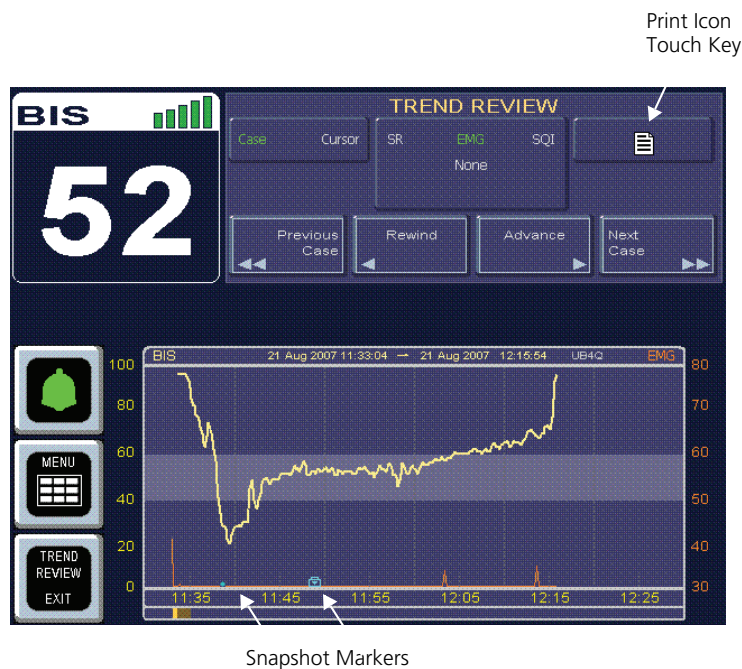 Print Icon
Touch Key
BIS
52
TREND REVIEW
Case Cursor
SR EMG SQI
None
Previous
Case
Rewind
Advance
Next
Case
BIS 21 Aug 2007 11:33:04 → 21 Aug 2007 12:15:54 UB4Q EMG
100
80
60
40
20
0
80
70
60
50
40
30
11:35 11:45 11:55 12:05 12:15 12:25
MENU
TREND
REVIEW
EXIT
Snapshot Markers